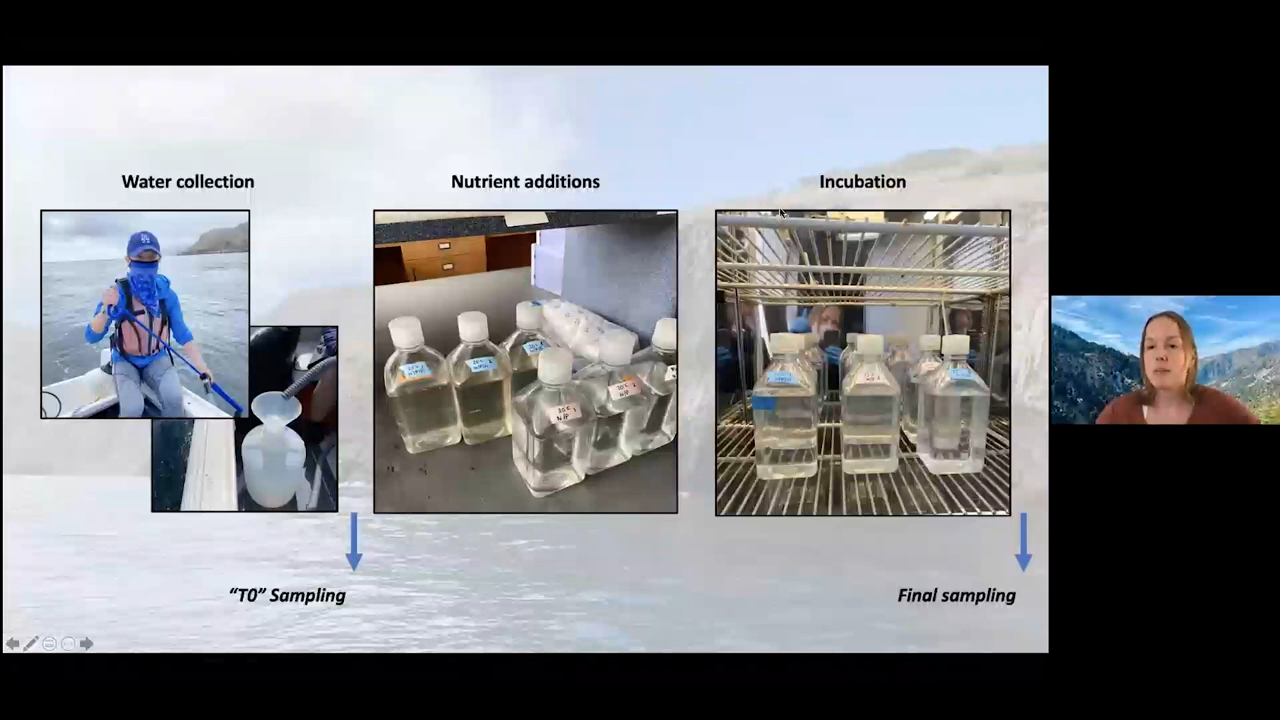 Water collection
Nutrient additions
Incubation
"T0" Sampling
Final sampling